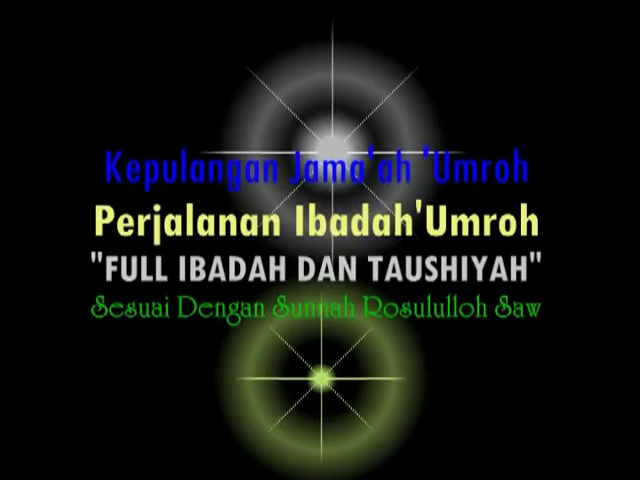 Kepulangan Jama'ah 'Umroh
Perjalanan Ibadah'Umroh
"FULL IBADAH DAN TAUSHIYAH"
Sesuai Dengan Sunnah Rosululloh Saw